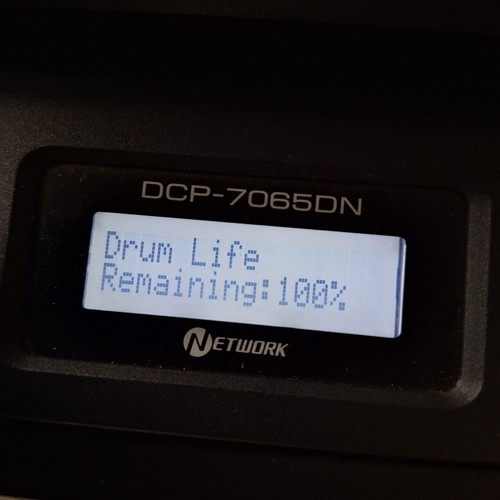 DCP-7065DN
Drum Life
Remaining:100%
NETWORK